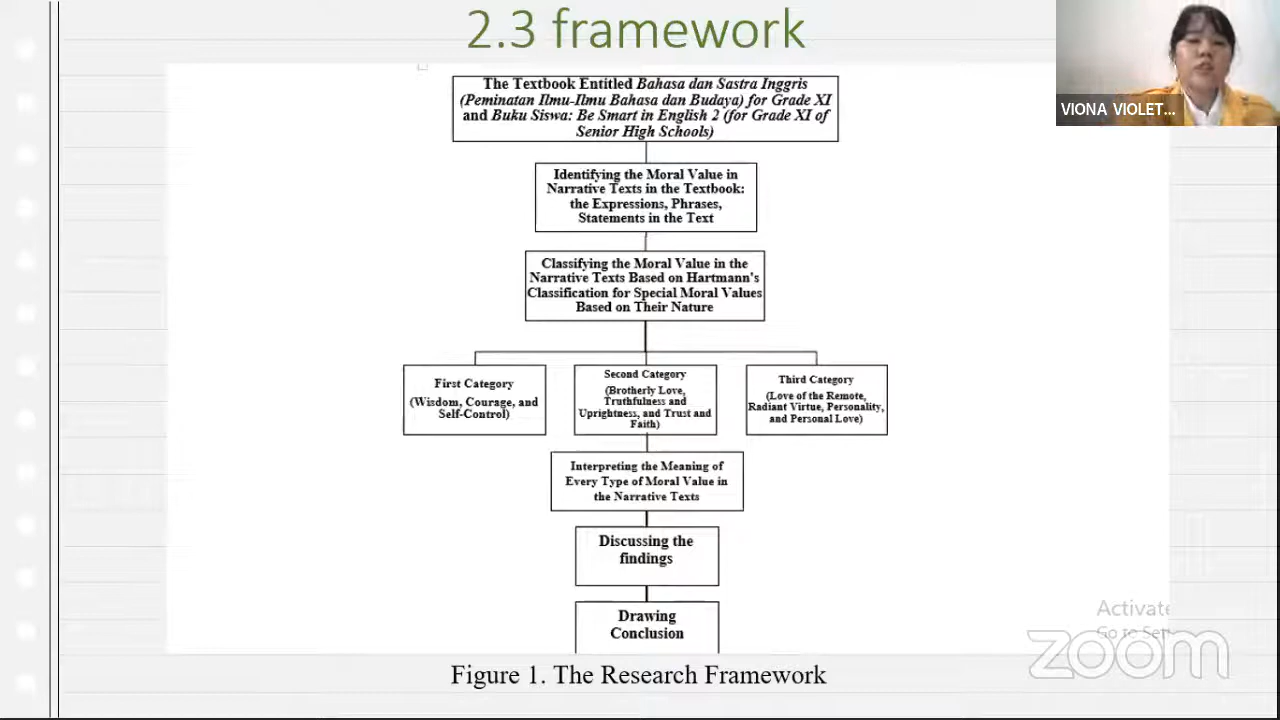 2.3 framework
VIONA VIOLET...
The Textbook Entitled Bahasa dan Sastra Inggris
(Peminatan Ilmu-Ilmu Bahasa dan Budaya) for Grade XI
and Buku Siswa: Be Smart in English 2 (for Grade XI of
Senior High Schools)
Identifying the Moral Value in
Narrative Texts in the Textbook:
the Expressions, Phrases,
Statements in the Text
Classifying the Moral Value in the
Narrative Texts Based on Hartmann's
Classification for Special Moral Values
Based on Their Nature
First Category
(Wisdom, Courage, and
Self-Control)
Second Category
(Brotherly Love,
Truthfulness and
Uprightness, and Trust and
Faith)
Third Category
(Love of the Remote,
Radiant Virtue, Personality,
and Personal Love)
Interpreting the Meaning of
Every Type of Moral Value in
the Narrative Texts
Discussing the
findings
Drawing
Conclusion
Activate
Go to Set
zoom
Figure 1. The Research Framework